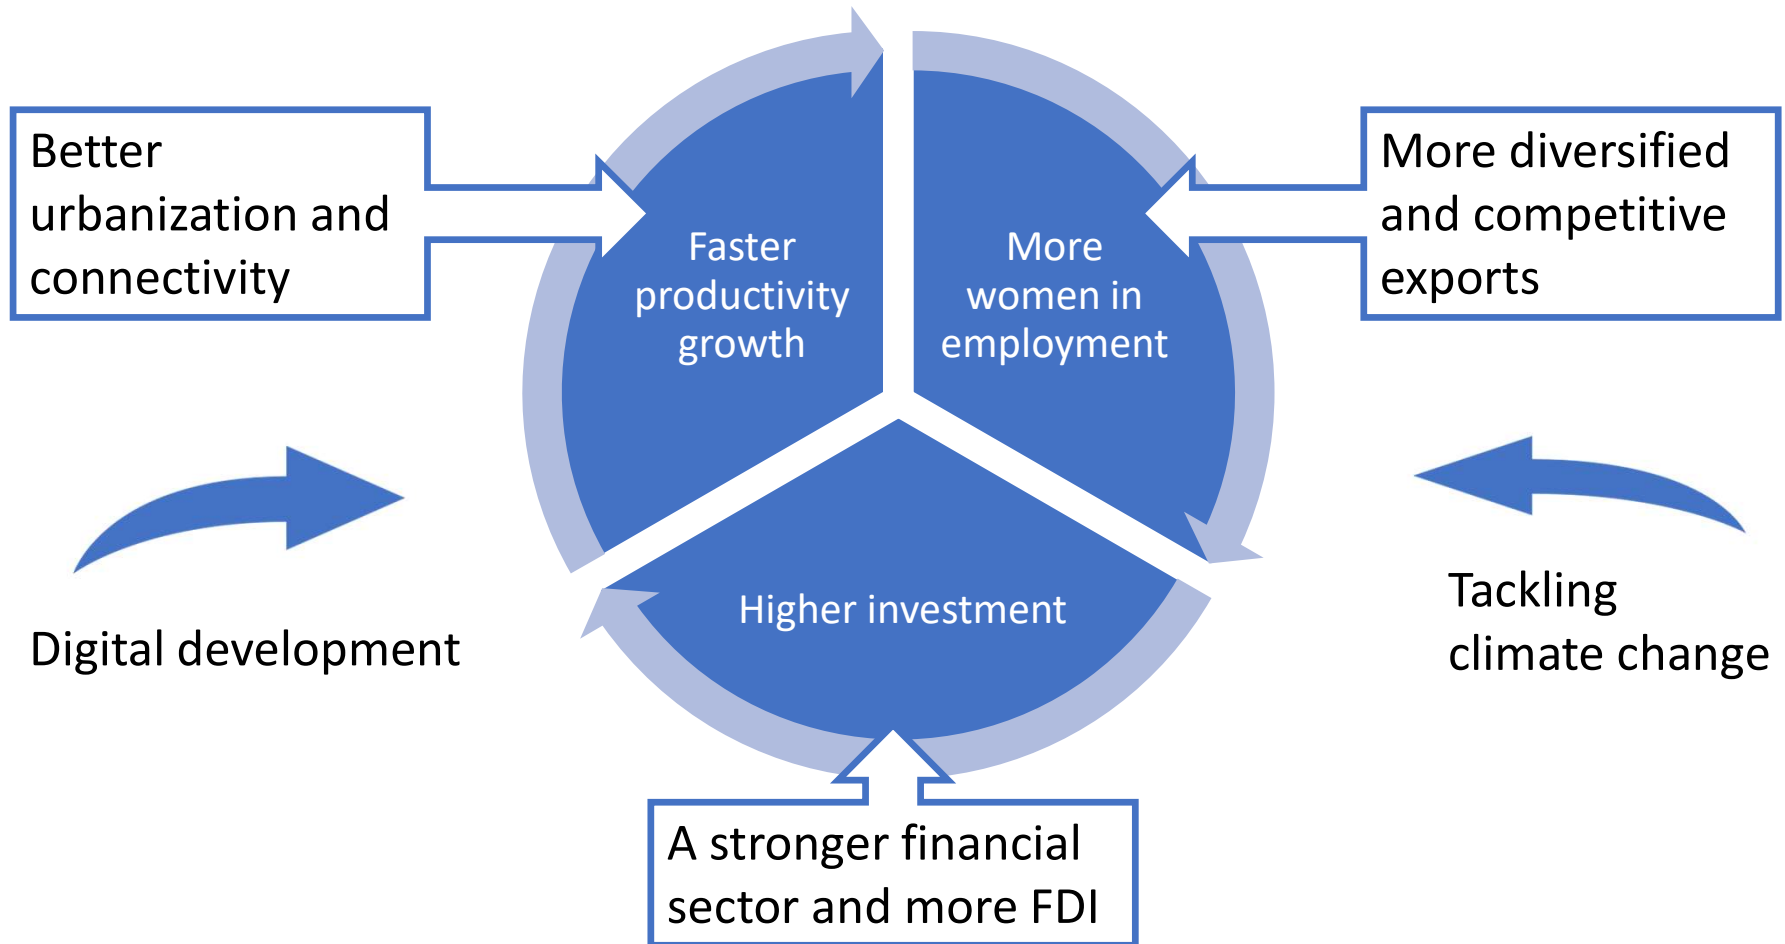 Better
urbanization and
connectivity
Faster
productivity
growth
More
women in
employment
More diversified
and competitive
exports
Digital development
Higher investment
Tackling
climate change
A stronger financial
sector and more FDI